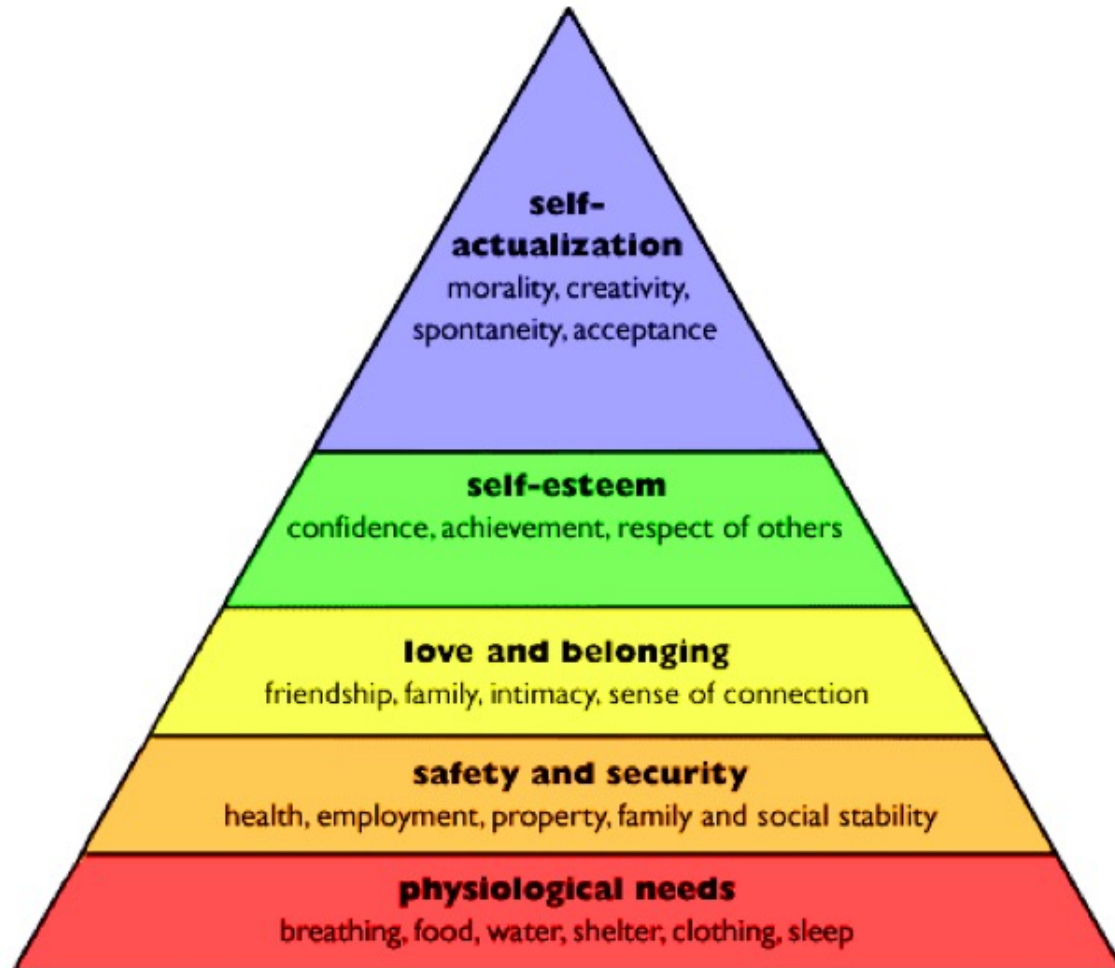 self-
actualization
morality, creativity,
spontaneity, acceptance
self-esteem
confidence, achievement, respect of others
love and belonging
friendship, family, intimacy, sense of connection
safety and security
health, employment, property, family and social stability
physiological needs
breathing, food, water, shelter, clothing, sleep